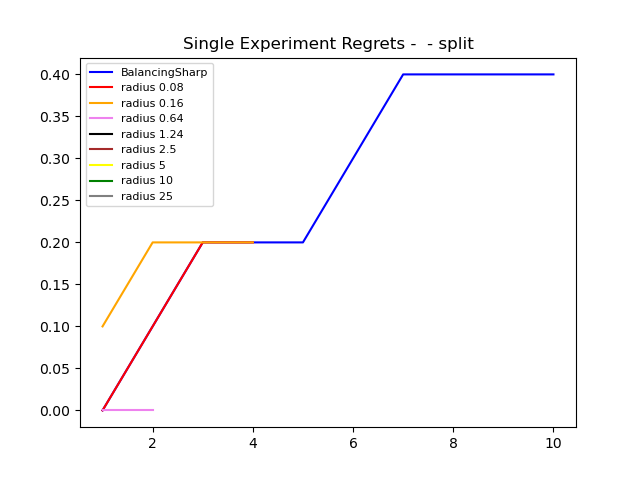 Single Experiment Regrets -  - split
0.40
0.35
0.30
0.25
0.20
0.15
0.10
0.05
0.00
BalancingSharp
radius 0.08
radius 0.16
radius 0.64
radius 1.24
radius 2.5
radius 5
radius 10
radius 25
2 4 6 8 10